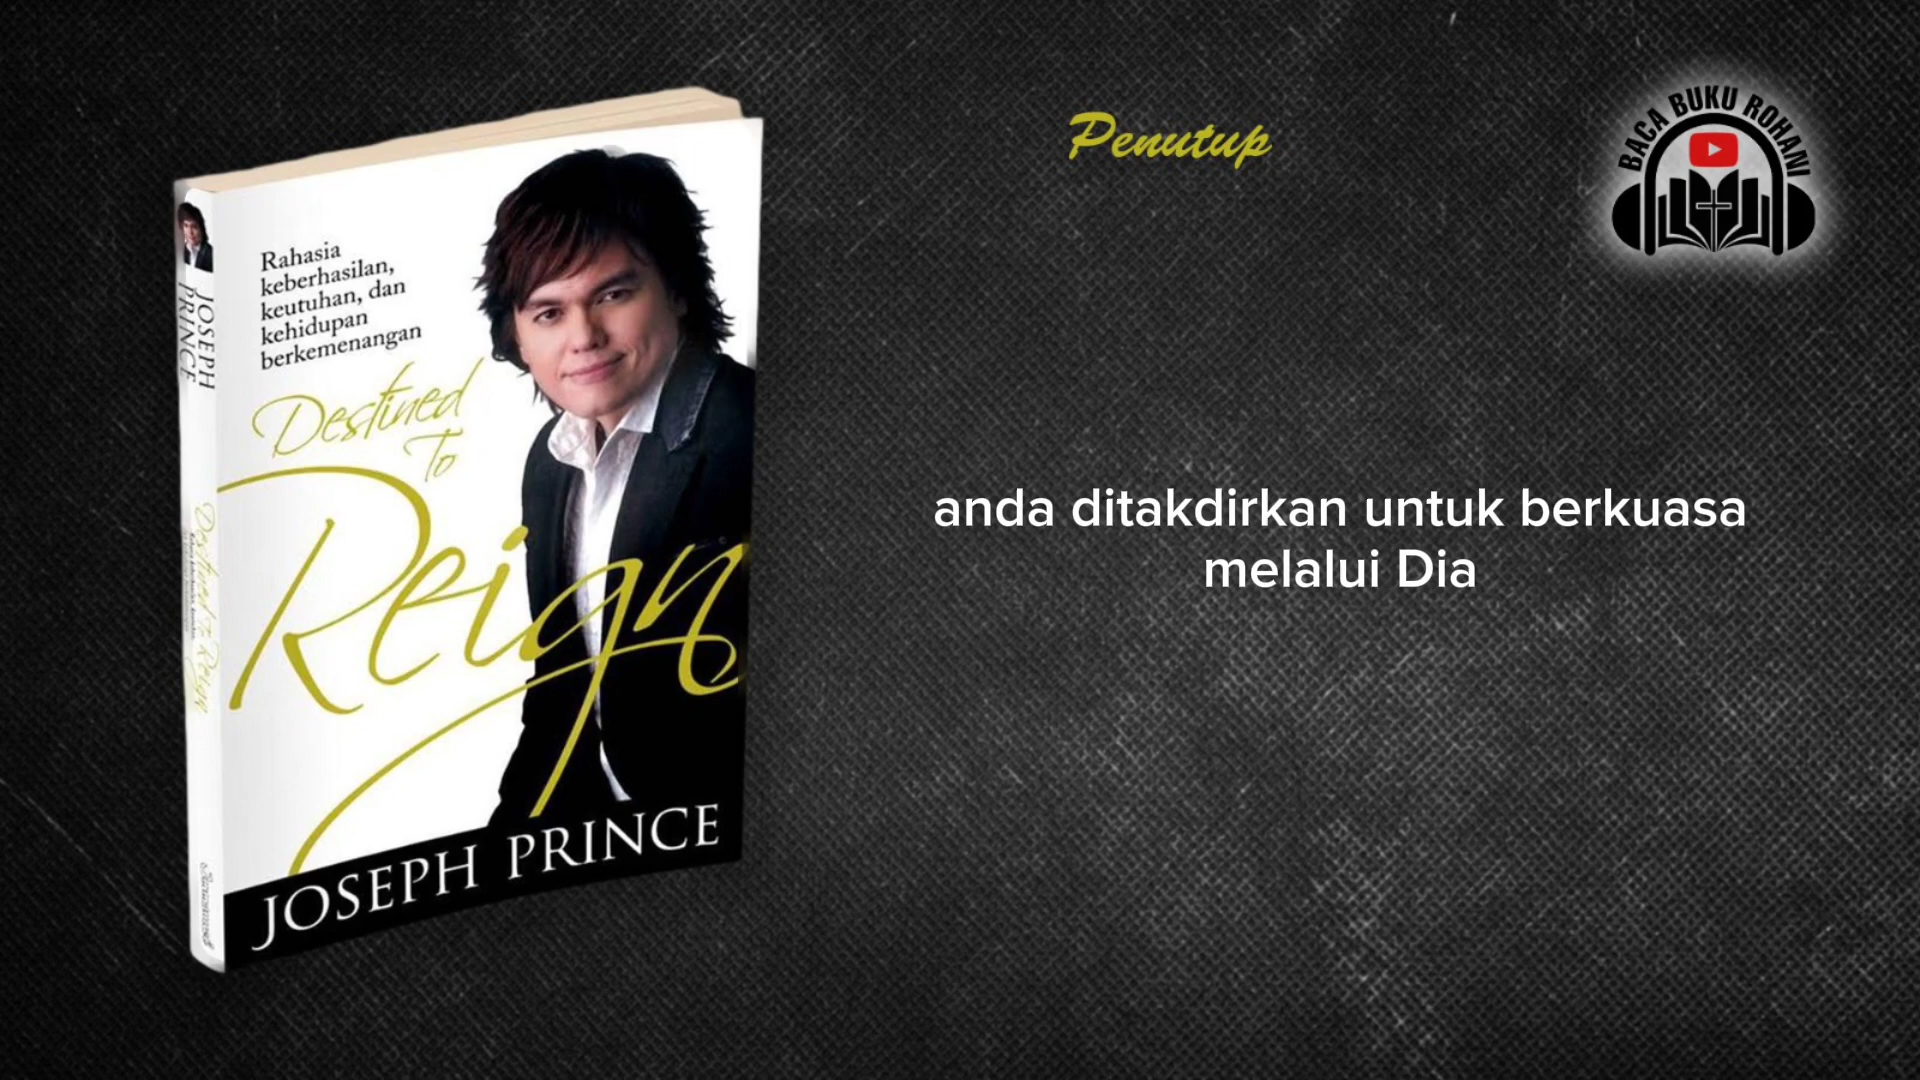 Penutup
BACA BUKU ROHANI
Rahasia
keberhasilan,
keutuhan, dan
kehidupan
berkemenangan
Destined
To
Reign
JOSEPH PRINCE
JOSEPH
PRINCE
Destined To Reign
anda ditakdirkan untuk berkuasa
melalui Dia